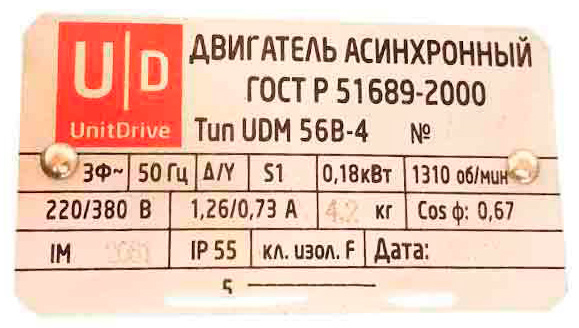 U|D
UnitDrive
ДВИГАТЕЛЬ АСИНХРОННЫЙ
ГОСТ Р 51689-2000
Тип UDM 56B-4 №
3Ф~ 50 Гц Δ/Y S1 0,18кВт 1310 об/мин
220/380 В 1,26/0,73 А 4,2 кг Cos φ: 0,67
IM 2081 IP 55 кл. изол. F Дата:
5